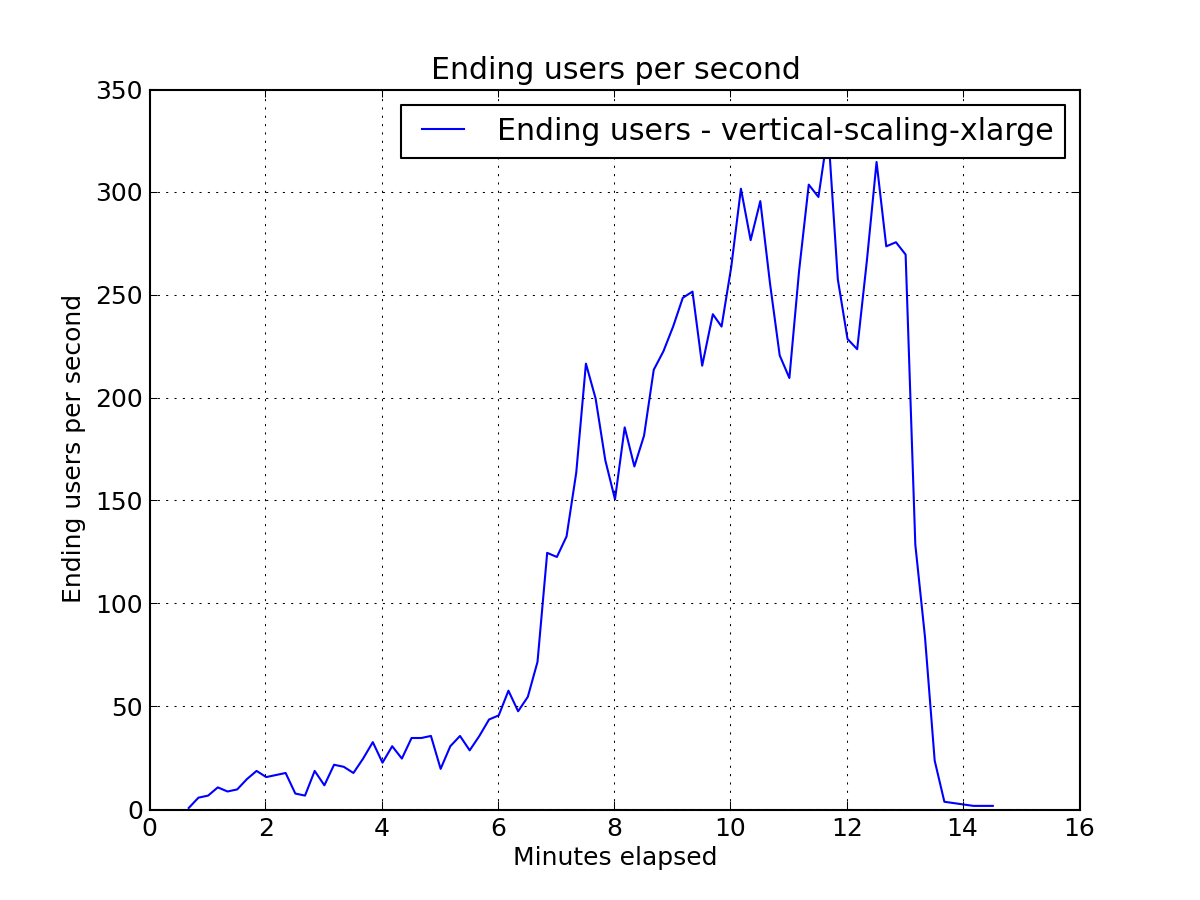 Ending users per second
350
300
250
200
150
100
50
0
Ending users - vertical-scaling-xlarge
Ending users per second
0 2 4 6 8 10 12 14 16
Minutes elapsed